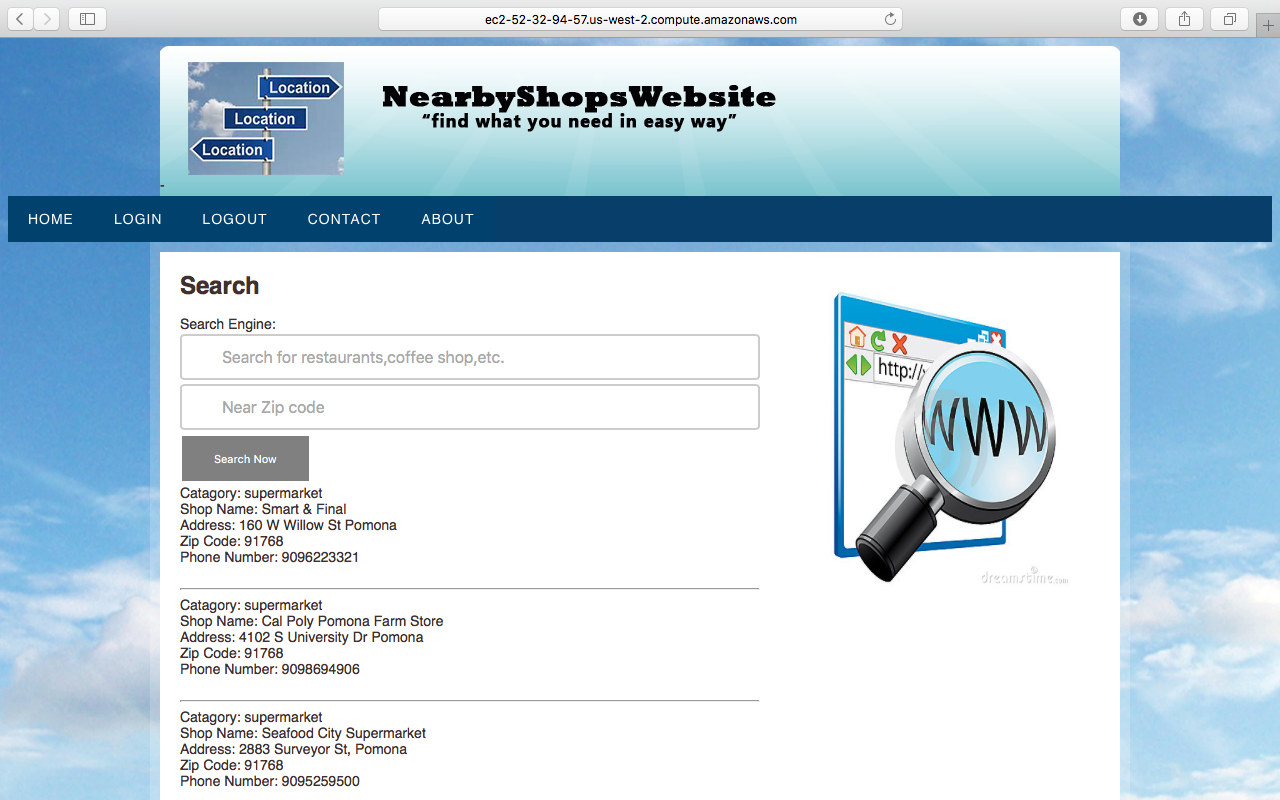 ec2-52-32-94-57.us-west-2.compute.amazonaws.com
Location
Location
Location
NearbyShopsWebsite
“find what you need in easy way”
-
HOME LOGIN LOGOUT CONTACT ABOUT
Search
Search Engine:
Search for restaurants,coffee shop,etc.
Near Zip code
Search Now
http://
WWW
dreamstime.com
Catagory: supermarket
Shop Name: Smart & Final
Address: 160 W Willow St Pomona
Zip Code: 91768
Phone Number: 9096223321
Catagory: supermarket
Shop Name: Cal Poly Pomona Farm Store
Address: 4102 S University Dr Pomona
Zip Code: 91768
Phone Number: 9098694906
Catagory: supermarket
Shop Name: Seafood City Supermarket
Address: 2883 Surveyor St, Pomona
Zip Code: 91768
Phone Number: 9095259500